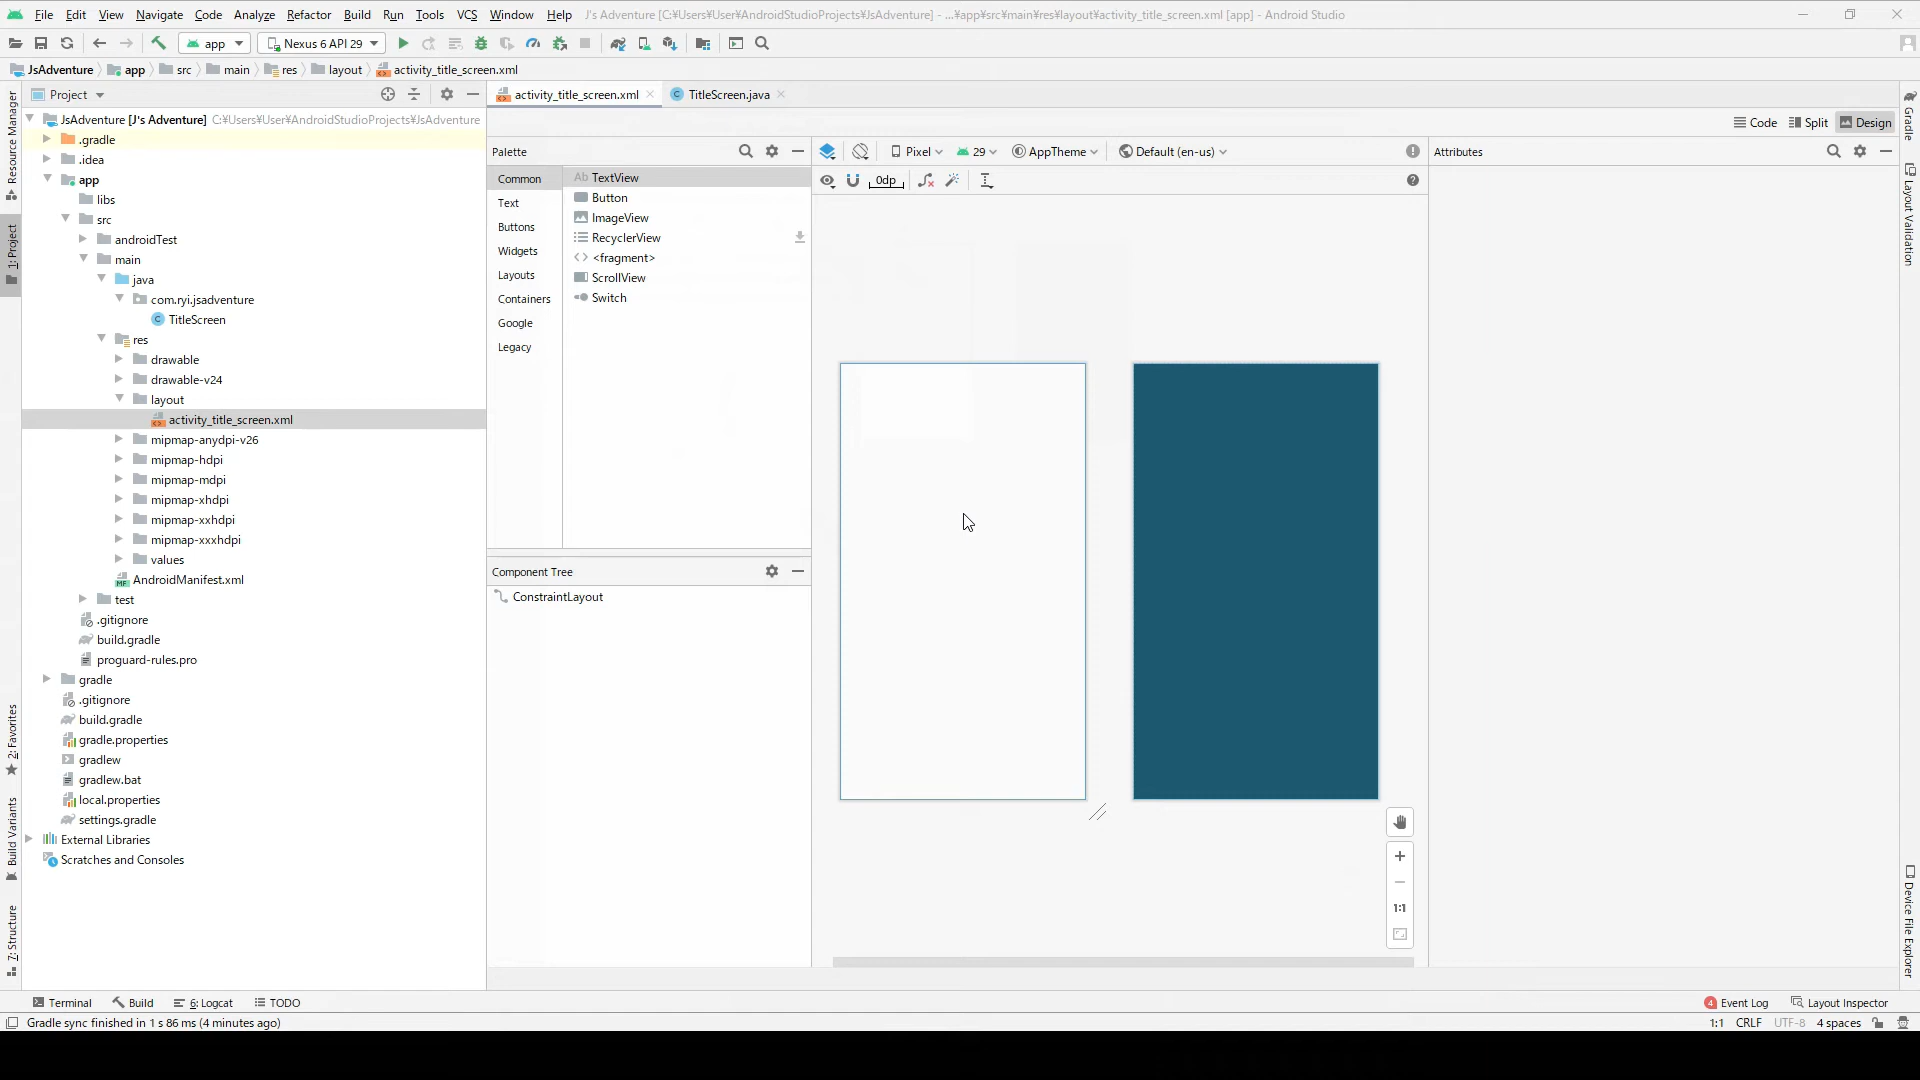 File Edit View Navigate Code Analyze Refactor Build Run Tools VCS Window Help J's Adventure [C:¥Users¥User¥AndroidStudioProjects¥JsAdventure] - ...¥app¥src¥main¥res¥layout¥activity_title_screen.xml [app] - Android Studio
app Nexus 6 API 29
JsAdventure app src main res layout activity_title_screen.xml
Project
activity_title_screen.xml TitleScreen.java
Code Split Design
JsAdventure [J's Adventure] C:¥Users¥User¥AndroidStudioProjects¥JsAdventure
.gradle
.idea
app
libs
src
androidTest
main
java
com.ryi.jsadventure
TitleScreen
res
drawable
drawable-v24
layout
activity_title_screen.xml
mipmap-anydpi-v26
mipmap-hdpi
mipmap-mdpi
mipmap-xhdpi
mipmap-xxhdpi
mipmap-xxxhdpi
values
AndroidManifest.xml
test
.gitignore
build.gradle
proguard-rules.pro
gradle
.gitignore
build.gradle
gradle.properties
gradlew
gradlew.bat
local.properties
settings.gradle
External Libraries
Scratches and Consoles
Palette
Common
Text
Buttons
Widgets
Layouts
Containers
Google
Legacy
Ab TextView
Button
ImageView
RecyclerView
<fragment>
ScrollView
Switch
Component Tree
ConstraintLayout
Pixel 29 AppTheme Default (en-us)
0dp
1:1
Attributes
Resource Manager
1: Project
2: Favorites
Build Variants
7: Structure
Gradle
Layout Validation
Device File Explorer
Terminal Build 6: Logcat TODO
4 Event Log Layout Inspector
Gradle sync finished in 1 s 86 ms (4 minutes ago)
1:1 CRLF UTF-8 4 spaces